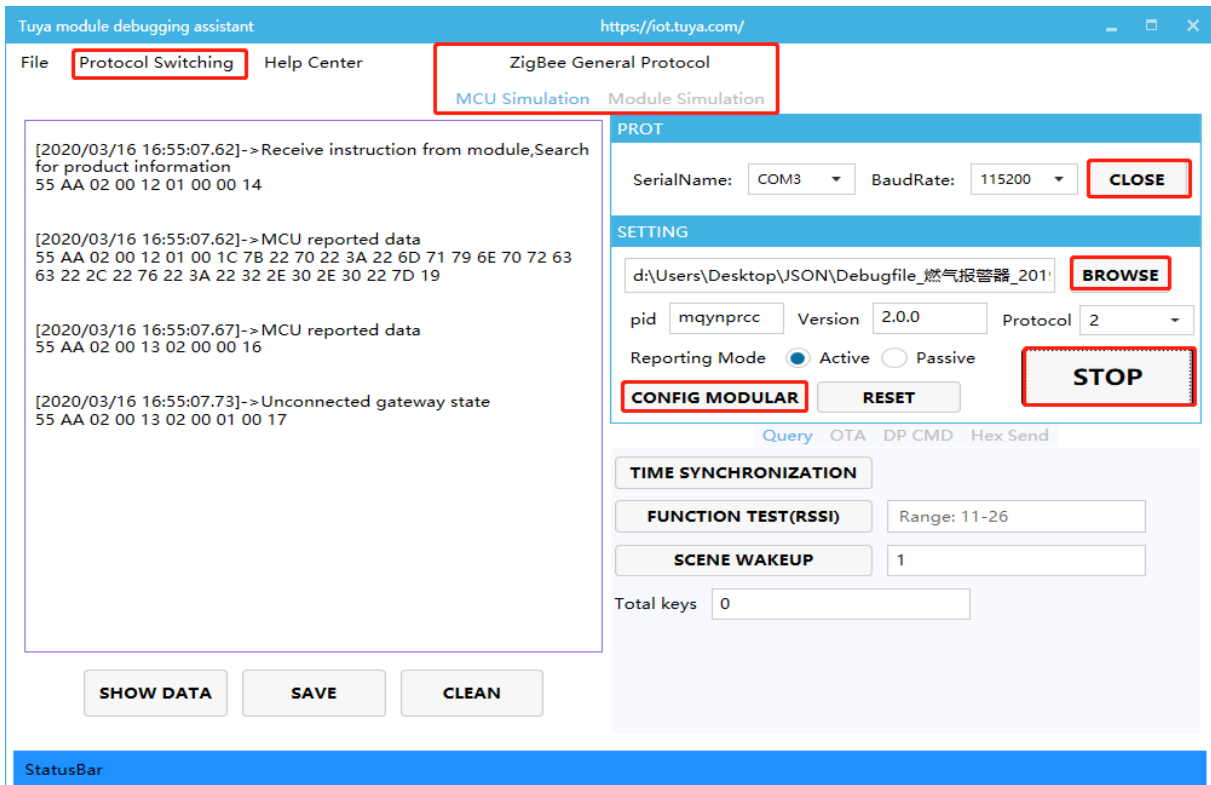 Tuya module debugging assistant https://iot.tuya.com/
File Protocol Switching Help Center ZigBee General Protocol
MCU Simulation Module Simulation
[2020/03/16 16:55:07.62]->Receive instruction from module,Search
for product information
55 AA 02 00 12 01 00 00 14
[2020/03/16 16:55:07.62]->MCU reported data
55 AA 02 00 12 01 00 1C 7B 22 70 22 3A 22 6D 71 79 6E 70 72 63
63 22 2C 22 76 22 3A 22 32 2E 30 2E 30 22 7D 19
[2020/03/16 16:55:07.67]->MCU reported data
55 AA 02 00 13 02 00 00 16
[2020/03/16 16:55:07.73]->Unconnected gateway state
55 AA 02 00 13 02 00 01 00 17
SHOW DATA SAVE CLEAN
PROT
SerialName: COM3 BaudRate: 115200 CLOSE
SETTING
d:\Users\Desktop\JSON\Debugfile_燃气报警器_201 BROWSE
pid mqynprcc Version 2.0.0 Protocol 2
Reporting Mode Active Passive
STOP
CONFIG MODULAR RESET
Query OTA DP CMD Hex Send
TIME SYNCHRONIZATION
FUNCTION TEST(RSSI) Range: 11-26
SCENE WAKEUP 1
Total keys 0
StatusBar